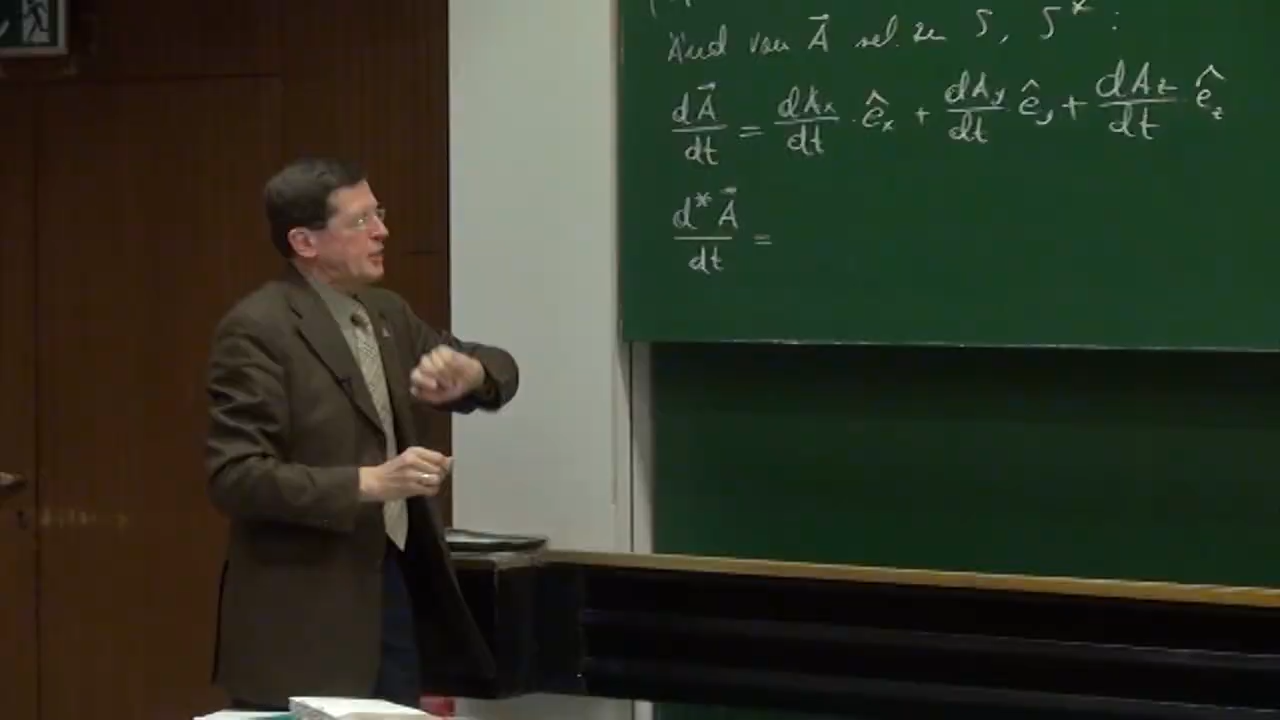 Änd von A⃗ rel. zu S, S* :
dA⃗/dt = dAx/dt · êx + dAy/dt êy + dAz/dt · êz
d*A⃗/dt =